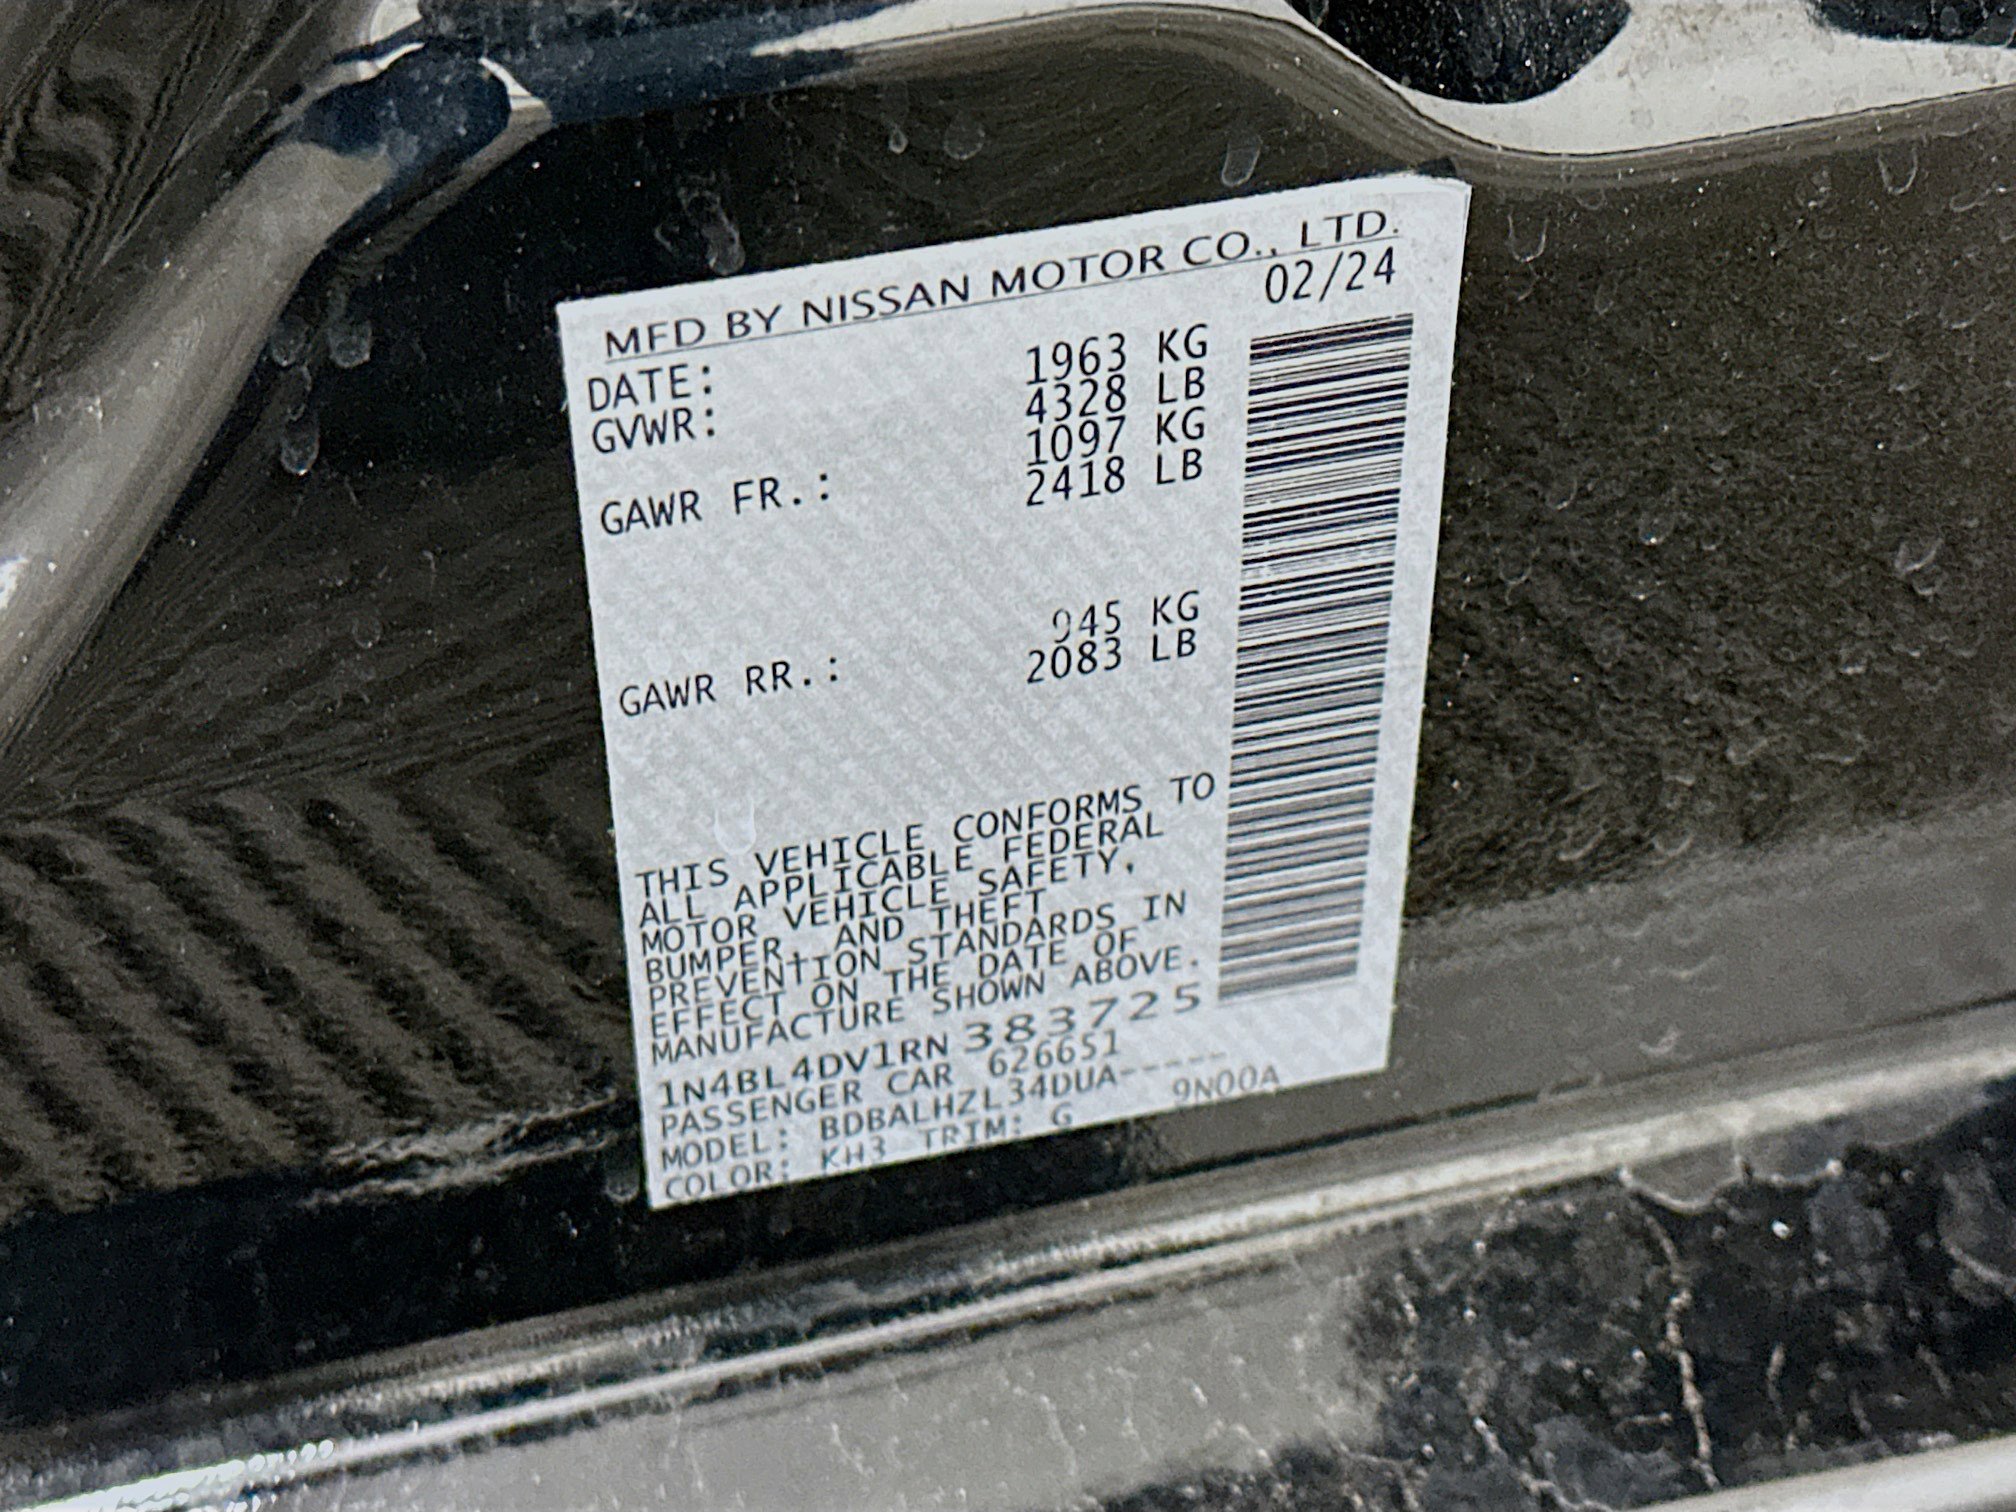 MFD BY NISSAN MOTOR CO., LTD.
DATE: 02/24
GVWR: 1963 KG
4328 LB
GAWR FR.: 1097 KG
2418 LB
GAWR RR.: 945 KG
2083 LB
THIS VEHICLE CONFORMS TO
ALL APPLICABLE FEDERAL
MOTOR VEHICLE SAFETY,
BUMPER, AND THEFT
PREVENTION STANDARDS IN
EFFECT ON THE DATE OF
MANUFACTURE SHOWN ABOVE.
1N4BL4DV1RN383725
PASSENGER CAR 6266S1
MODEL: BDBALHZL34DUA-----
COLOR: KH3 TRIM: G 9N00A